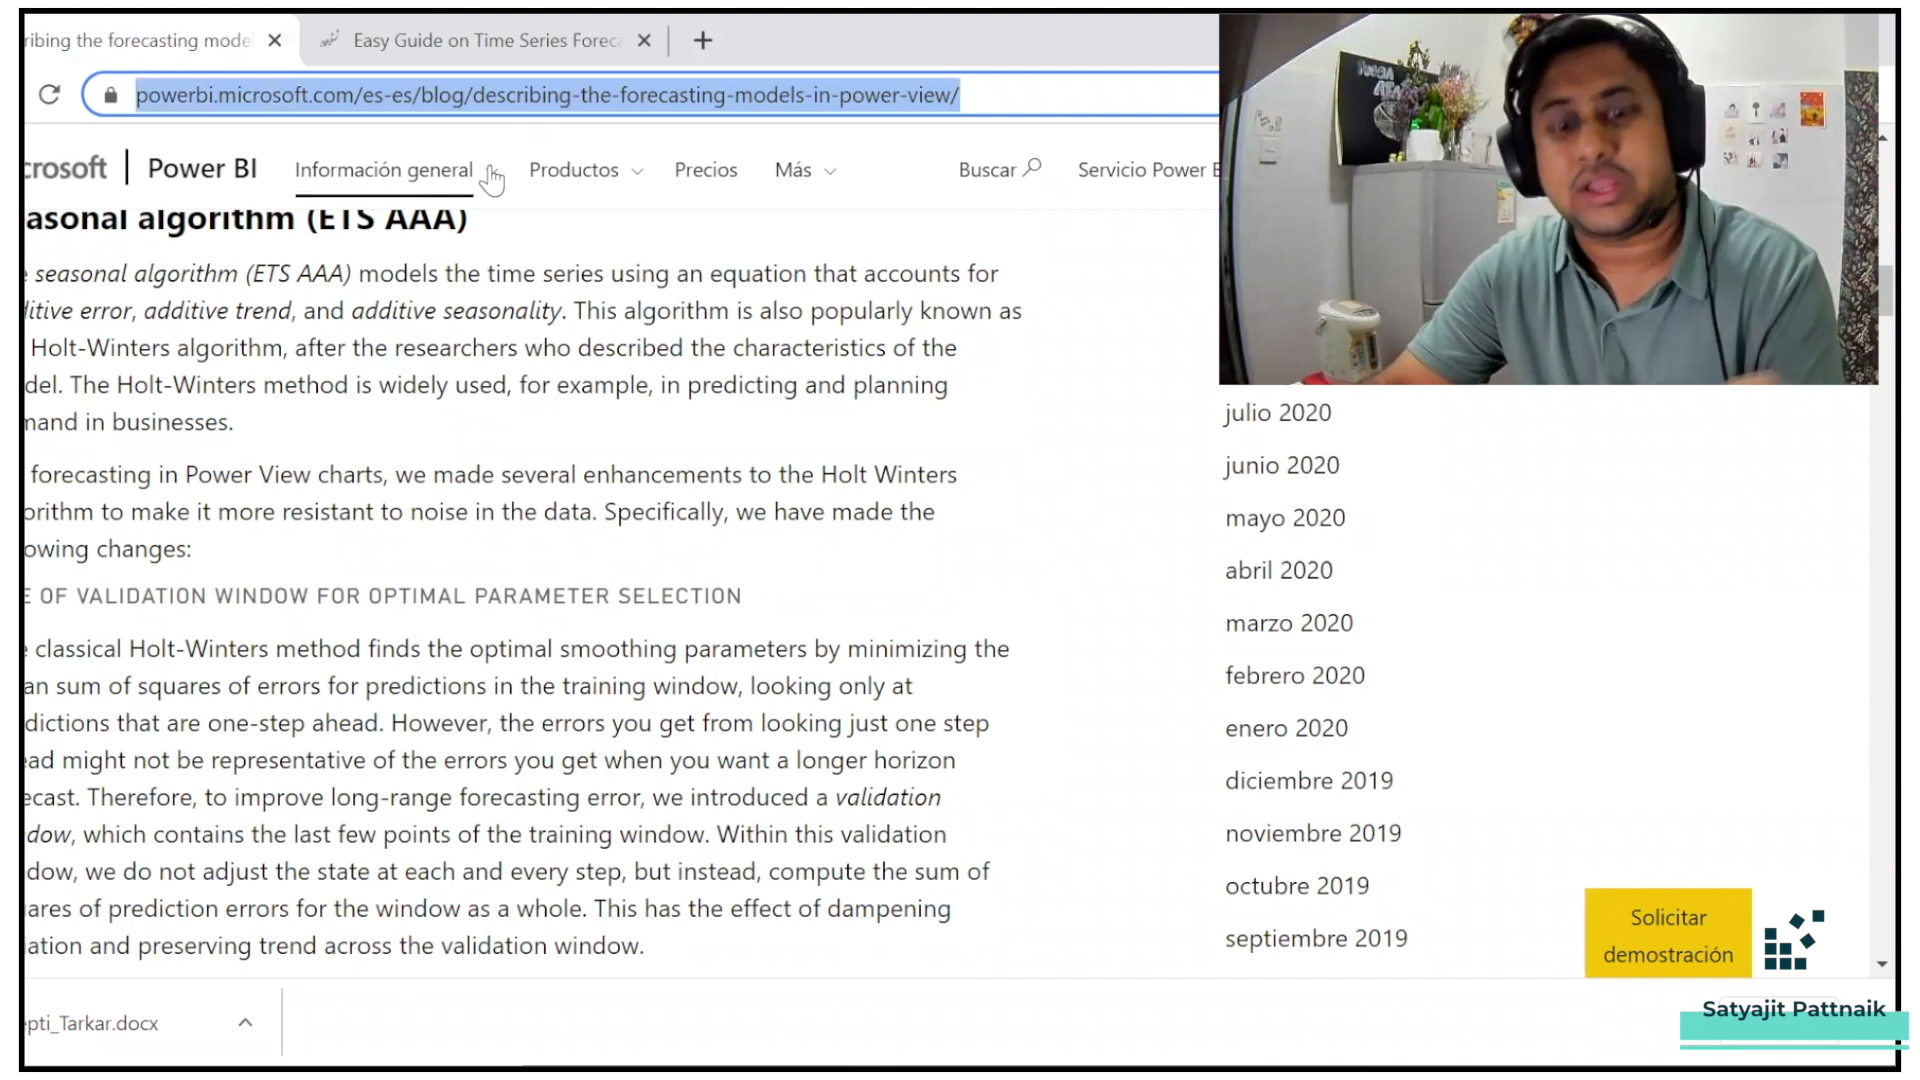 ribing the forecasting mode
Easy Guide on Time Series Foreca
powerbi.microsoft.com/es-es/blog/describing-the-forecasting-models-in-power-view/
crosoft
Power BI
Información general
Productos
Precios
Más
Buscar
Servicio Power B
asonal algorithm (ETS AAA)
seasonal algorithm (ETS AAA) models the time series using an equation that accounts for
itive error, additive trend, and additive seasonality. This algorithm is also popularly known as
Holt-Winters algorithm, after the researchers who described the characteristics of the
del. The Holt-Winters method is widely used, for example, in predicting and planning
mand in businesses.
forecasting in Power View charts, we made several enhancements to the Holt Winters
orithm to make it more resistant to noise in the data. Specifically, we have made the
owing changes:
E OF VALIDATION WINDOW FOR OPTIMAL PARAMETER SELECTION
classical Holt-Winters method finds the optimal smoothing parameters by minimizing the
an sum of squares of errors for predictions in the training window, looking only at
dictions that are one-step ahead. However, the errors you get from looking just one step
ad might not be representative of the errors you get when you want a longer horizon
ecast. Therefore, to improve long-range forecasting error, we introduced a validation
dow, which contains the last few points of the training window. Within this validation
dow, we do not adjust the state at each and every step, but instead, compute the sum of
ares of prediction errors for the window as a whole. This has the effect of dampening
iation and preserving trend across the validation window.
julio 2020
junio 2020
mayo 2020
abril 2020
marzo 2020
febrero 2020
enero 2020
diciembre 2019
noviembre 2019
octubre 2019
septiembre 2019
Solicitar
demostración
epti_Tarkar.docx
Satyajit Pattnaik